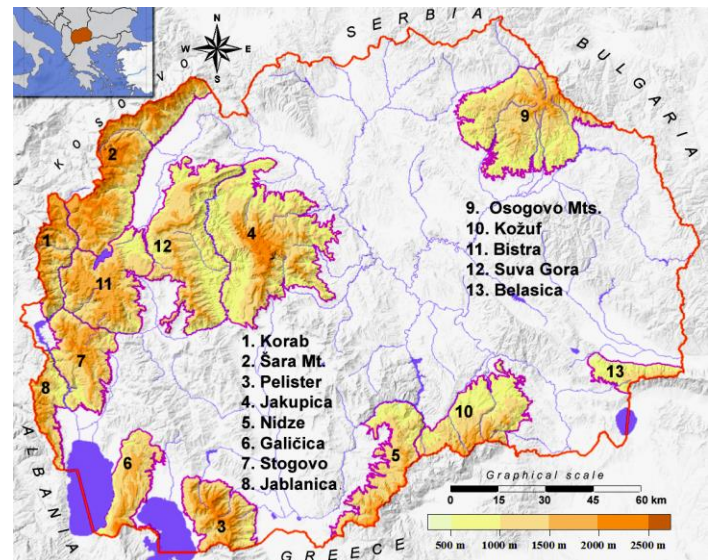 SERBIA
N
W E
S
KOSOVO
BULGARIA
2
9
1
12
4
11
9. Osogovo Mts.
10. Kožuf
11. Bistra
12. Suva Gora
13. Belasica
1. Korab
2. Šara Mt.
3. Pelister
4. Jakupica
5. Nidze
6. Galičica
7. Stogovo
8. Jablanica
7
8
13
10
5
6
3
ALBANIA
GREECE
Graphical scale
0 15 30 45 60 km
500 m 1000 m 1500 m 2000 m 2500 m